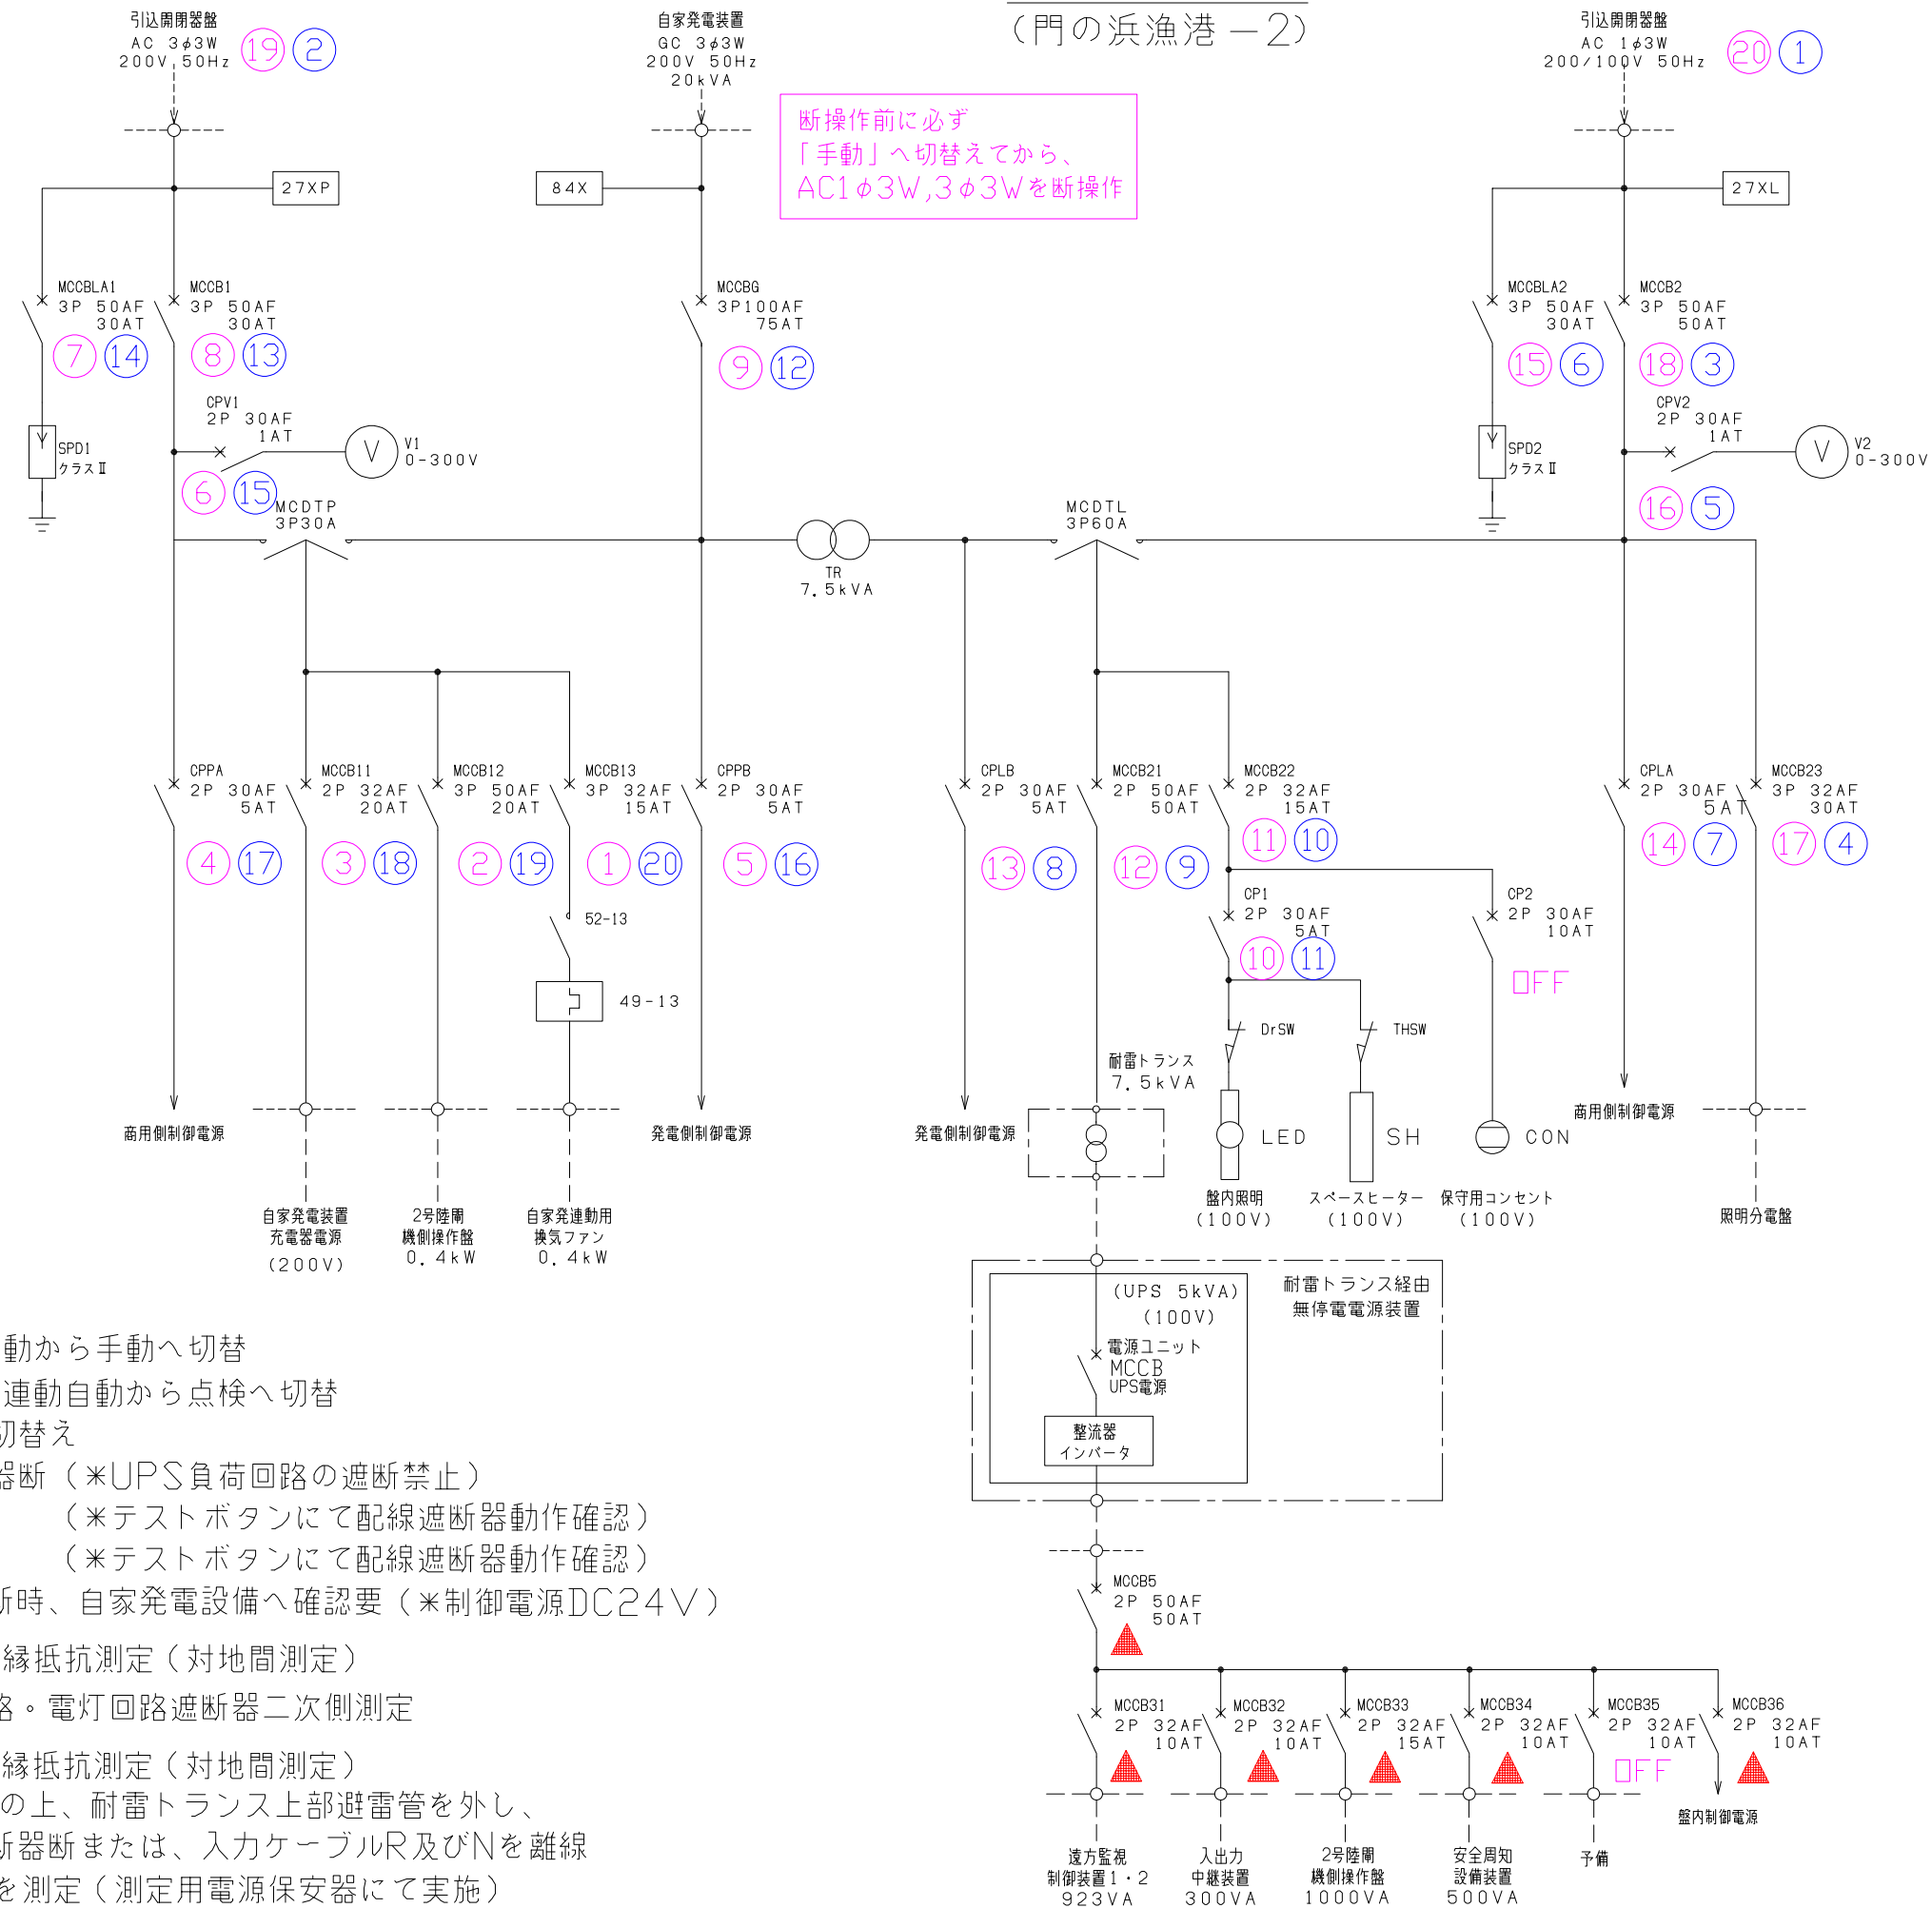 (門の浜漁港－2)
引込開閉器盤
AC 3φ3W
200V 50Hz
⑲ ②
自家発電装置
GC 3φ3W
200V 50Hz
20kVA
引込開閉器盤
AC 1φ3W
200/100V 50Hz
⑳ ①
断操作前に必ず
「手動」へ切替えてから、
AC1φ3W,3φ3Wを断操作
27XP
84X
27XL
MCCBLA1
3P 50AF
30AT
⑦ ⑭
MCCB1
3P 50AF
30AT
⑧ ⑬
MCCBG
3P100AF
75AT
⑨ ⑫
MCCBLA2
3P 50AF
30AT
⑮ ⑥
MCCB2
3P 50AF
50AT
⑱ ③
CPV1
2P 30AF
1AT
⑥ ⑮
V
V1
0-300V
SPD1
クラスⅡ
CPV2
2P 30AF
1AT
⑯ ⑤
V
V2
0-300V
SPD2
クラスⅡ
MCDTP
3P30A
TR
7.5kVA
MCDTL
3P60A
CPPA
2P 30AF
5AT
④ ⑰
MCCB11
2P 32AF
20AT
③ ⑱
MCCB12
3P 50AF
20AT
② ⑲
MCCB13
3P 32AF
15AT
① ⑳
CPPB
2P 30AF
5AT
⑤ ⑯
CPLB
2P 30AF
5AT
⑬ ⑧
MCCB21
2P 50AF
50AT
⑫ ⑨
MCCB22
2P 32AF
15AT
⑪ ⑩
CPLA
2P 30AF
5AT
⑭ ⑦
MCCB23
3P 32AF
30AT
⑰ ④
52-13
49-13
CP1
2P 30AF
5AT
⑩ ⑪
CP2
2P 30AF
10AT
OFF
DrSW
THSW
耐雷トランス
7.5kVA
LED
SH
CON
商用側制御電源
発電側制御電源
発電側制御電源
商用側制御電源
自家発電装置
充電器電源
(200V)
2号陸閘
機側操作盤
0.4kW
自家発連動用
換気ファン
0.4kW
盤内照明
(100V)
スペースヒーター
(100V)
保守用コンセント
(100V)
照明分電盤
(UPS 5kVA)
(100V)
電源ユニット
MCCB
UPS電源
整流器
インバータ
耐雷トランス経由
無停電電源装置
動から手動へ切替
連動自動から点検へ切替
切替え
器断（＊UPS負荷回路の遮断禁止）
（＊テストボタンにて配線遮断器動作確認）
（＊テストボタンにて配線遮断器動作確認）
断時、自家発電設備へ確認要（＊制御電源DC24V）
縁抵抗測定（対地間測定）
路。電灯回路遮断器二次側測定
縁抵抗測定（対地間測定）
の上、耐雷トランス上部避雷管を外し、
断器断または、入力ケーブルR及びNを離線
を測定（測定用電源保安器にて実施）
MCCB5
2P 50AF
50AT
MCCB31
2P 32AF
10AT
MCCB32
2P 32AF
10AT
MCCB33
2P 32AF
15AT
MCCB34
2P 32AF
10AT
MCCB35
2P 32AF
10AT
OFF
MCCB36
2P 32AF
10AT
遠方監視
制御装置1・2
923VA
入出力
中継装置
300VA
2号陸閘
機側操作盤
1000VA
安全周知
設備装置
500VA
予備
盤内制御電源